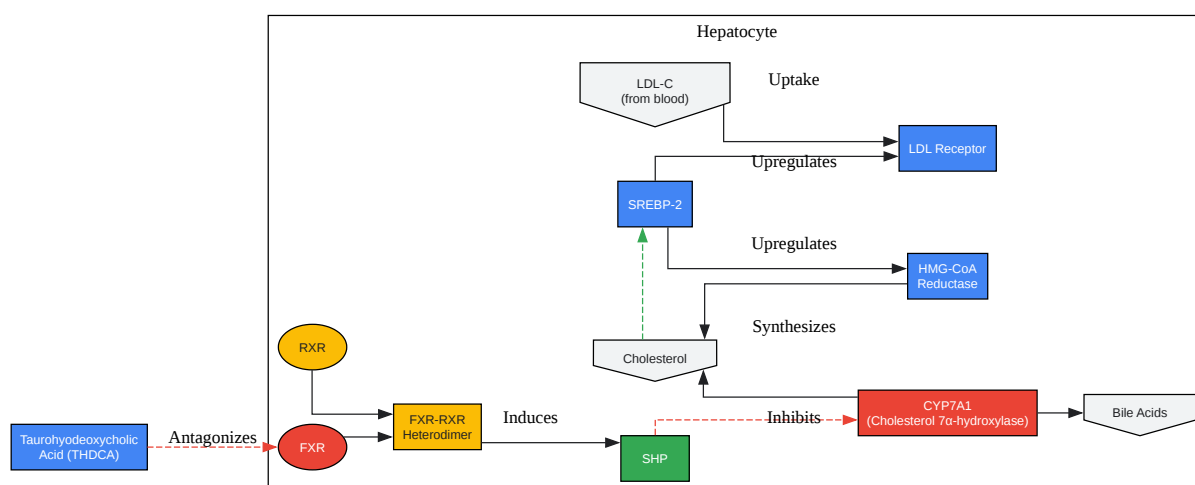 Hepatocyte
LDL-C
(from blood)
Uptake
LDL Receptor
Upregulates
SREBP-2
Upregulates
HMG-CoA
Reductase
Synthesizes
RXR
Cholesterol
FXR-RXR
Heterodimer
Induces
CYP7A1
(Cholesterol 7α-hydroxylase)
Inhibits
Bile Acids
Taurohyodeoxycholic
Acid (THDCA)
Antagonizes
FXR
SHP